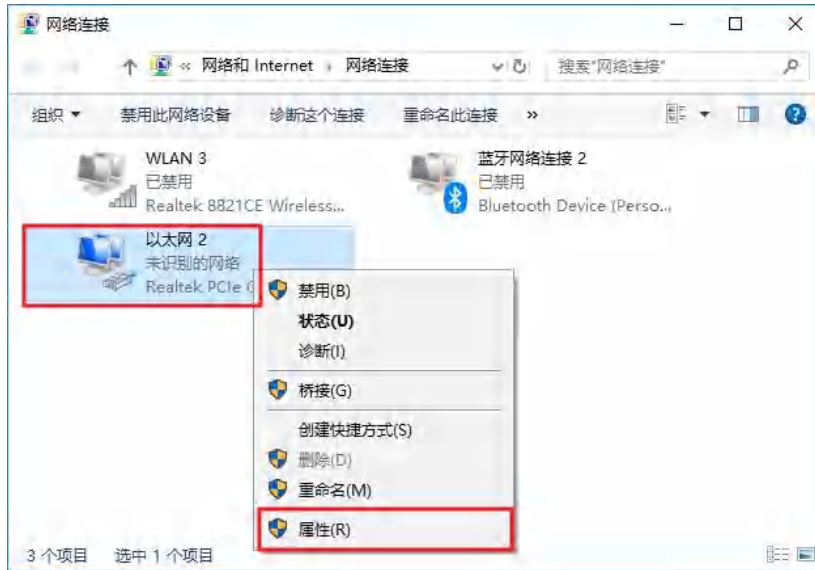 网络连接
« 网络和 Internet › 网络连接
搜索"网络连接"
组织 禁用此网络设备 诊断这个连接 重命名此连接 »
WLAN 3
已禁用
Realtek 8821CE Wireless...
蓝牙网络连接 2
已禁用
Bluetooth Device (Perso...
以太网 2
未识别的网络
Realtek PCIe
禁用(B)
状态(U)
诊断(I)
桥接(G)
创建快捷方式(S)
删除(D)
重命名(M)
属性(R)
3 个项目 选中 1 个项目